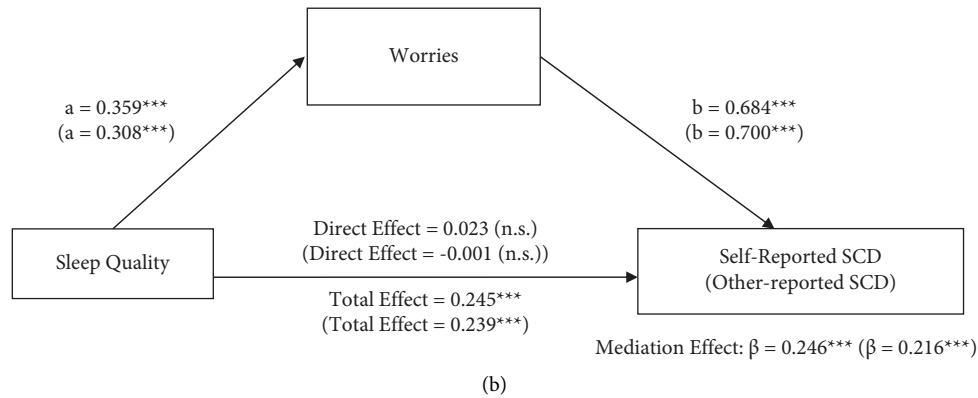 Worries
a = 0.359***
(a = 0.308***)
b = 0.684***
(b = 0.700***)
Sleep Quality
Direct Effect = 0.023 (n.s.)
(Direct Effect = -0.001 (n.s.))
Total Effect = 0.245***
(Total Effect = 0.239***)
Self-Reported SCD
(Other-reported SCD)
Mediation Effect: β = 0.246*** (β = 0.216***)
(b)